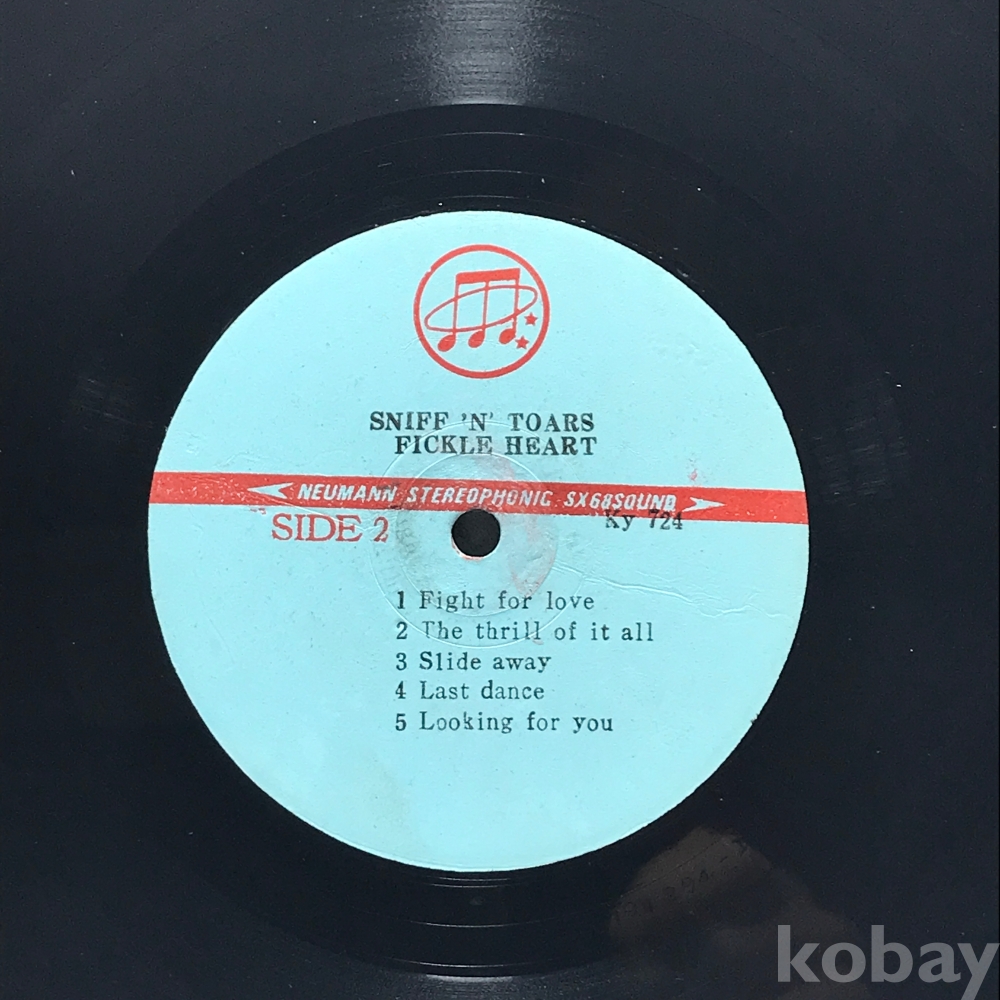 SNIFF 'N' TOARS
FICKLE HEART
NEUMANN STEREOPHONIC SX68SOUND
SIDE 2
Ky 724
1 Fight for love
2 The thrill of it all
3 Slide away
4 Last dance
5 Looking for you
kobay